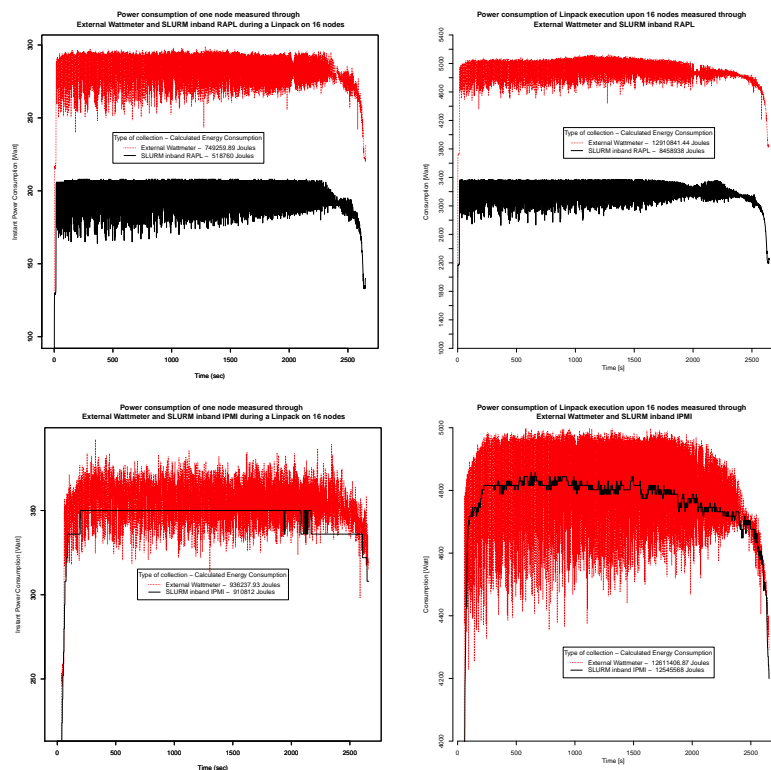 Power consumption of one node measured through
External Wattmeter and SLURM inband RAPL during a Linpack on 16 nodes
Instant Power Consumption [Watt]
300
250
200
150
100
Type of collection – Calculated Energy Consumption
External Wattmeter – 749259.89 Joules
SLURM inband RAPL – 518760 Joules
0 500 1000 1500 2000 2500
Time (sec)
Power consumption of Linpack execution upon 16 nodes measured through
External Wattmeter and SLURM inband RAPL
Consumption [Watt]
5400
5000
4600
4200
3800
3400
3000
2600
2200
1800
1400
1000
Type of collection – Calculated Energy Consumption
External Wattmeter – 12910841.44 Joules
SLURM inband RAPL – 8458938 Joules
0 500 1000 1500 2000 2500
Time [s]
Power consumption of one node measured through
External Wattmeter and SLURM inband IPMI during a Linpack on 16 nodes
Instant Power Consumption [Watt]
350
300
250
Type of collection – Calculated Energy Consumption
External Wattmeter – 936237.93 Joules
SLURM inband IPMI – 910812 Joules
0 500 1000 1500 2000 2500
Time (sec)
Power consumption of Linpack execution upon 16 nodes measured through
External Wattmeter and SLURM inband IPMI
Consumption [Watt]
5000
4800
4600
4400
4200
4000
Type of collection – Calculated Energy Consumption
External Wattmeter – 12611406.87 Joules
SLURM inband IPMI – 12545568 Joules
0 500 1000 1500 2000 2500
Time [s]